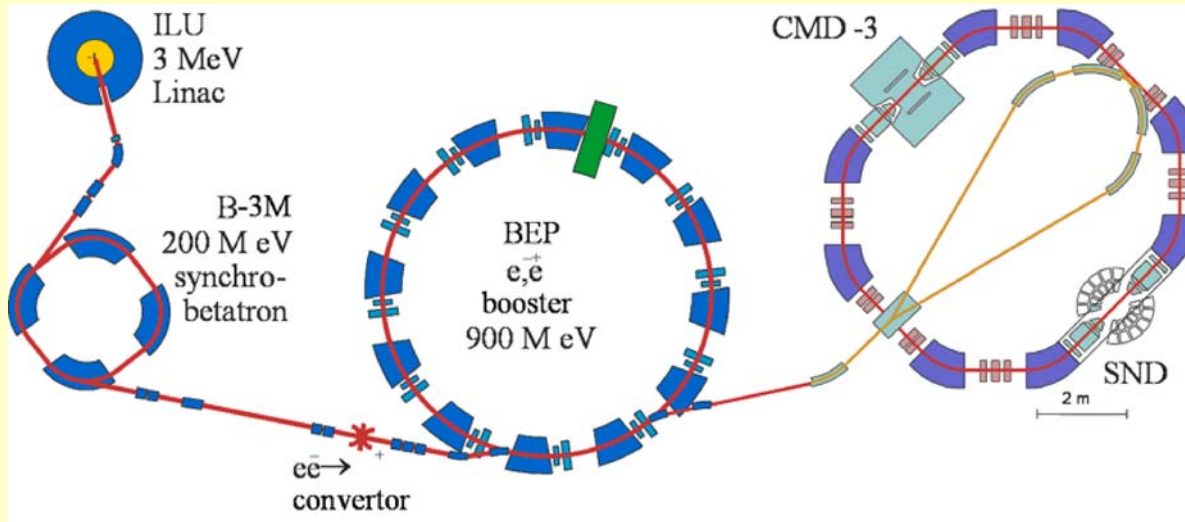 ILU
3 MeV
Linac
B-3M
200 M eV
synchro-
betatron
BEP
e,e
- +
booster
900 M eV
CMD -3
SND
2 m
- +
ee→
convertor